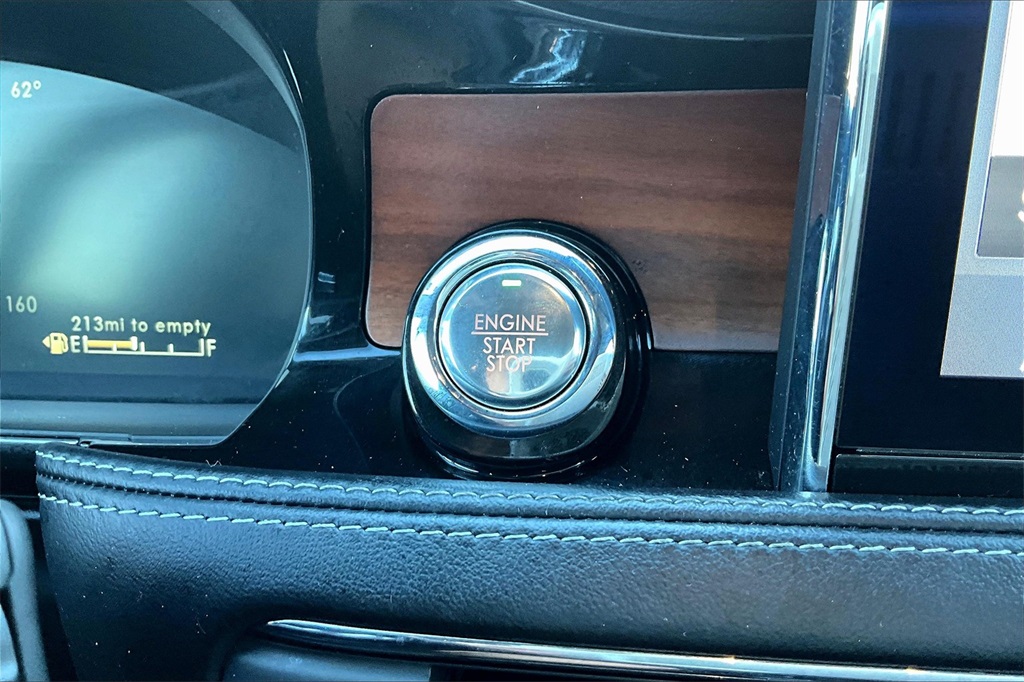 62°
160
213mi to empty
E F
ENGINE
START
STOP